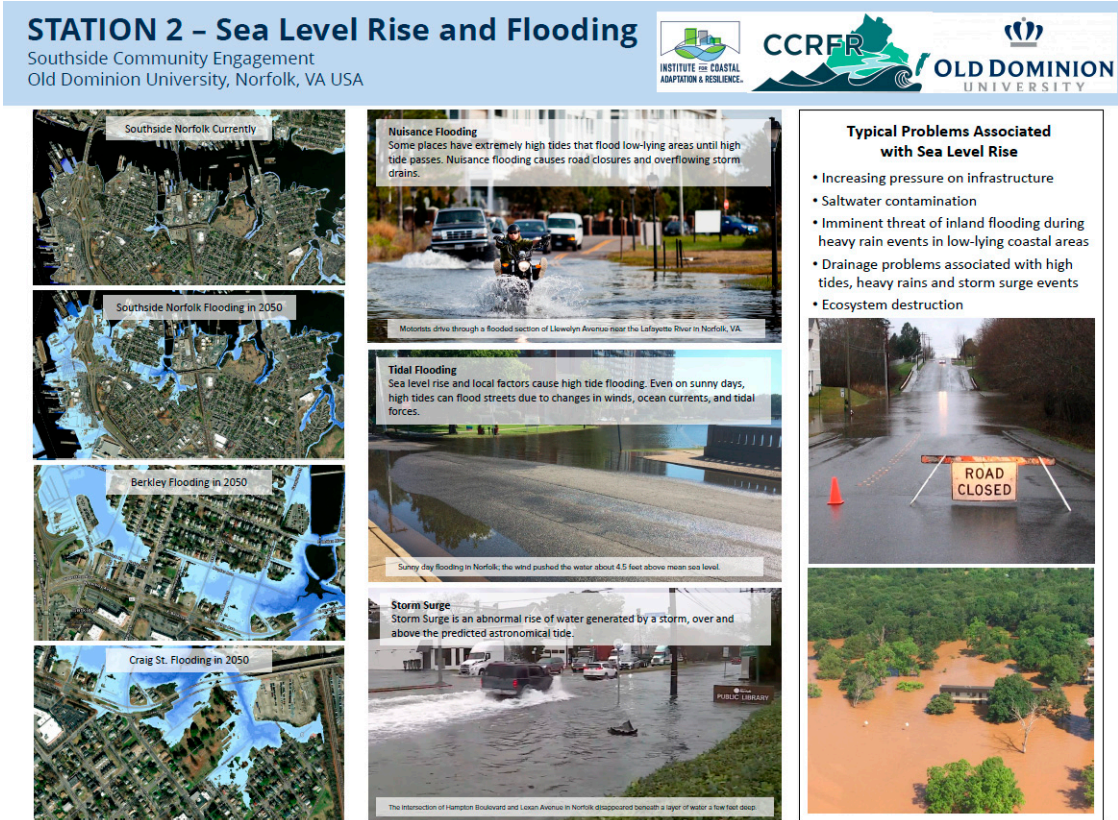 STATION 2 – Sea Level Rise and Flooding
Southside Community Engagement
Old Dominion University, Norfolk, VA USA
INSTITUTE FOR COASTAL
ADAPTATION & RESILIENCE
CCRFR
OLD DOMINION
UNIVERSITY
Southside Norfolk Currently
Southside Norfolk Flooding in 2050
Berkley Flooding in 2050
Craig St. Flooding in 2050
Nuisance Flooding
Some places have extremely high tides that flood low-lying areas until high
tide passes. Nuisance flooding causes road closures and overflowing storm
drains.
Motorists drive through a flooded section of Llewelyn Avenue near the Lafayette River in Norfolk, VA.
Tidal Flooding
Sea level rise and local factors cause high tide flooding. Even on sunny days,
high tides can flood streets due to changes in winds, ocean currents, and tidal
forces.
Sunny day flooding in Norfolk; the wind pushed the water about 4.5 feet above mean sea level.
Storm Surge
Storm Surge is an abnormal rise of water generated by a storm, over and
above the predicted astronomical tide.
PUBLIC LIBRARY
The intersection of Hampton Boulevard and Lexan Avenue in Norfolk disappeared beneath a layer of water a few feet deep.
Typical Problems Associated
with Sea Level Rise
• Increasing pressure on infrastructure
• Saltwater contamination
• Imminent threat of inland flooding during
heavy rain events in low-lying coastal areas
• Drainage problems associated with high
tides, heavy rains and storm surge events
• Ecosystem destruction
ROAD
CLOSED